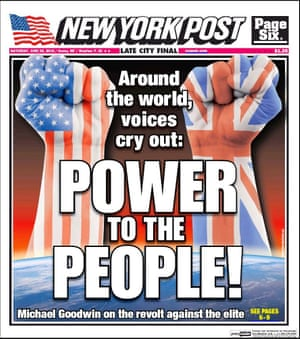 NEW YORK POST
Page
Six.
LATE CITY FINAL
Around
the world,
voices
cry out:
POWER
TO THE
PEOPLE!
Michael Goodwin on the revolt against the elite
SEE PAGES